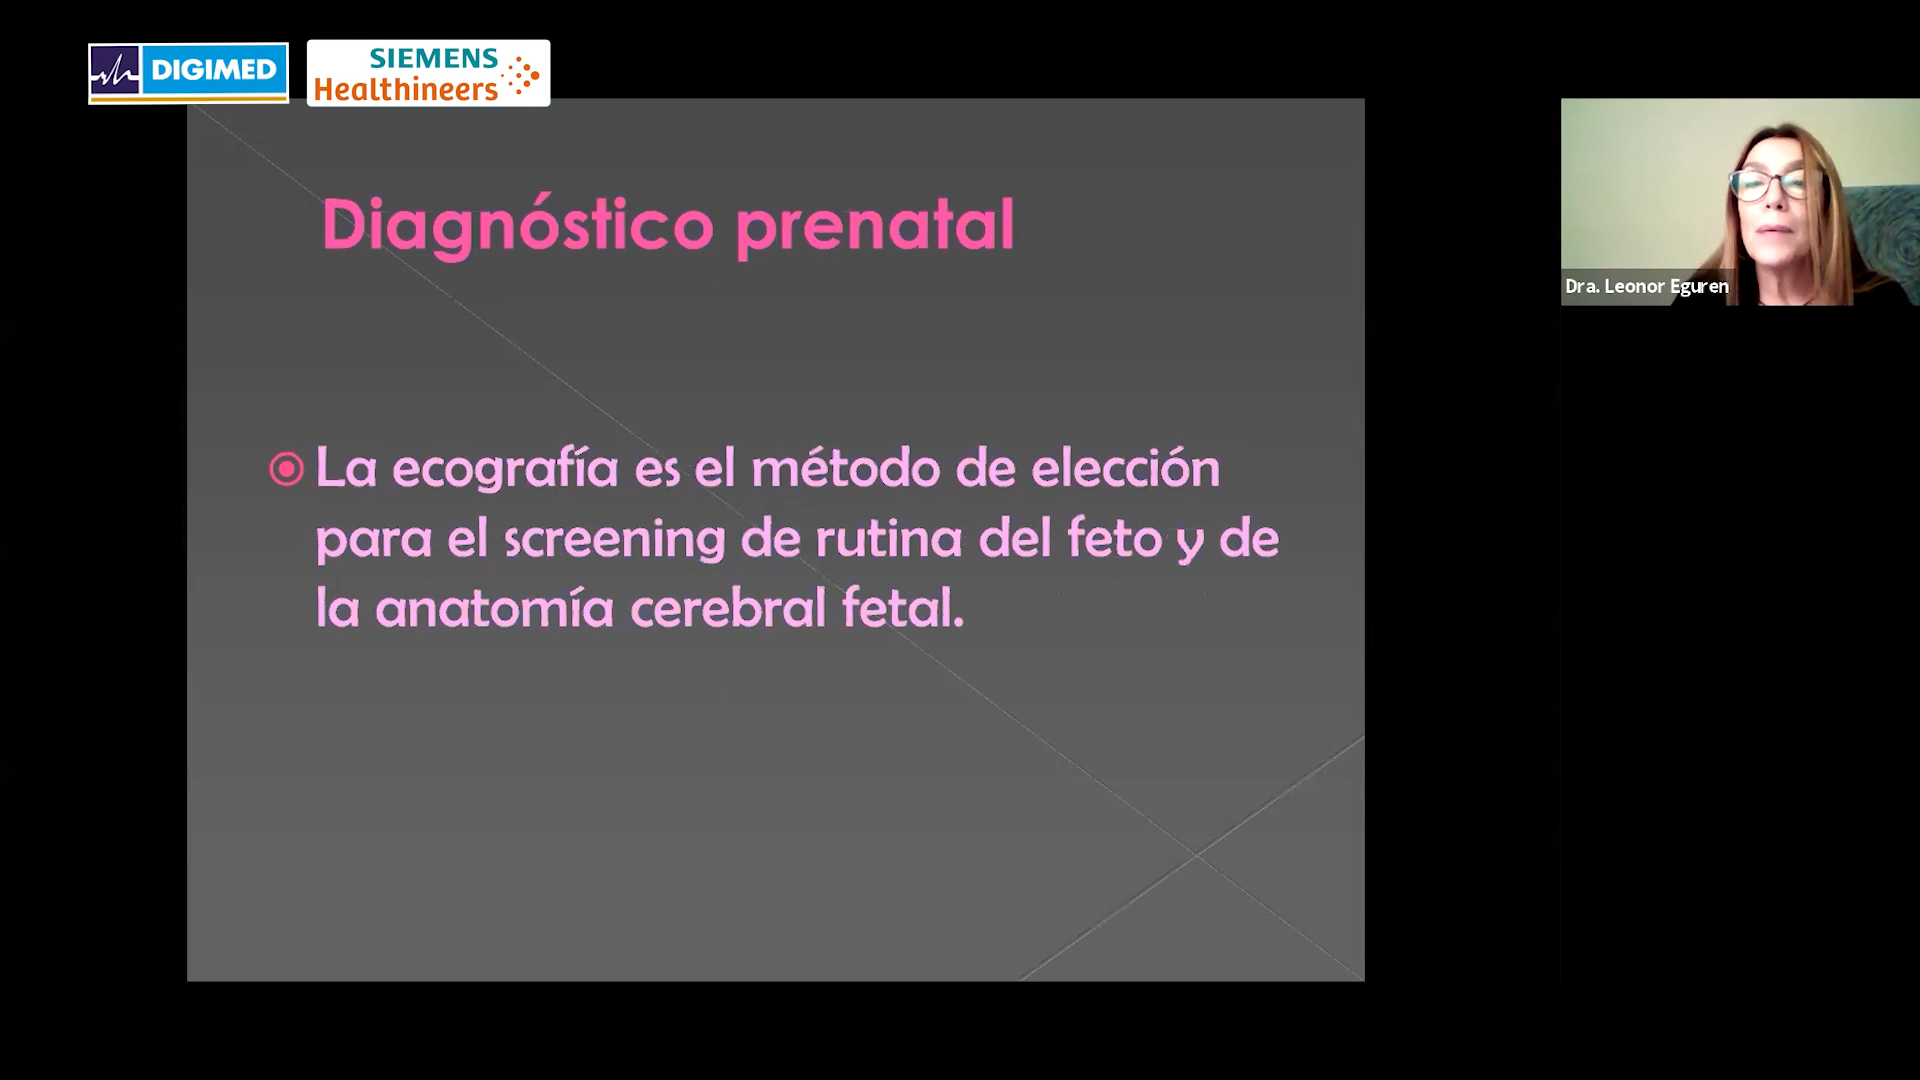 DIGIMED
SIEMENS
Healthineers
Diagnóstico prenatal
La ecografía es el método de elección
para el screening de rutina del feto y de
la anatomía cerebral fetal.
Dra. Leonor Eguren